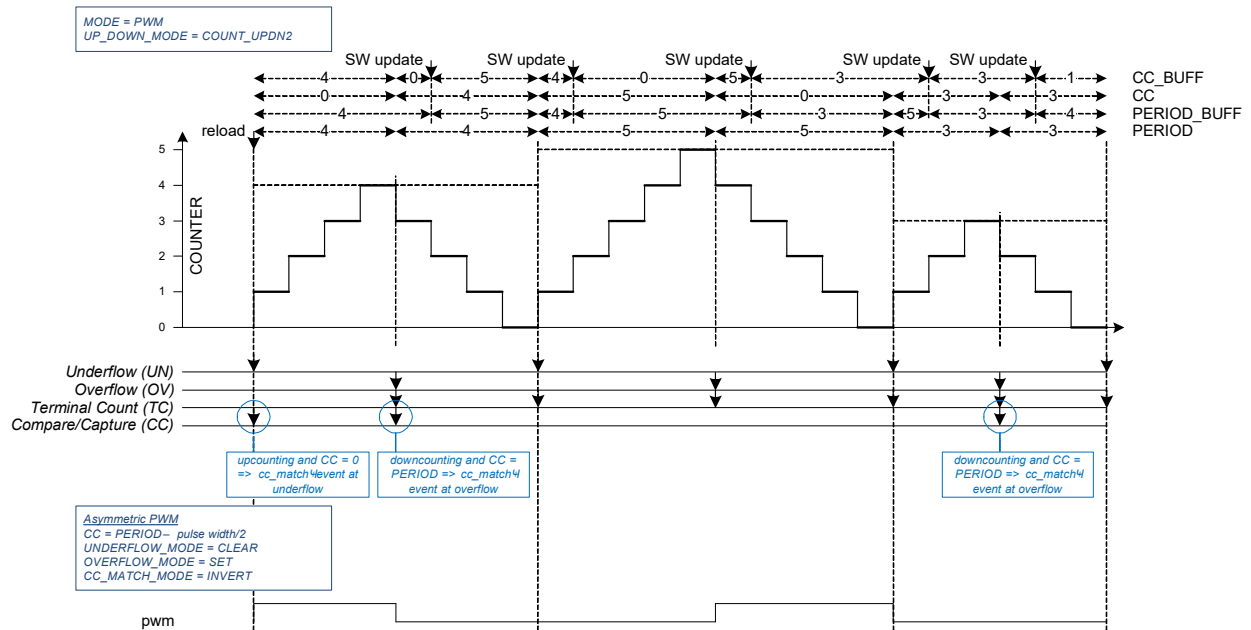 MODE = PWM
UP_DOWN_MODE = COUNT_UPDN2
SW update SW update SW update SW update SW update
4 0 5 4 0 5 3 3 1 CC_BUFF
0 4 5 0 3 3 CC
4 5 4 5 3 5 3 4 PERIOD_BUFF
reload 4 4 5 5 3 3 PERIOD
5
4
3
2
1
0
COUNTER
Underflow (UN)
Overflow (OV)
Terminal Count (TC)
Compare/Capture (CC)
upcounting and CC = 0
=> cc_match event at
underflow
downcounting and CC =
PERIOD => cc_match
event at overflow
downcounting and CC =
PERIOD => cc_match
event at overflow
Asymmetric PWM
CC = PERIOD – pulse width/2
UNDERFLOW_MODE = CLEAR
OVERFLOW_MODE = SET
CC_MATCH_MODE = INVERT
pwm